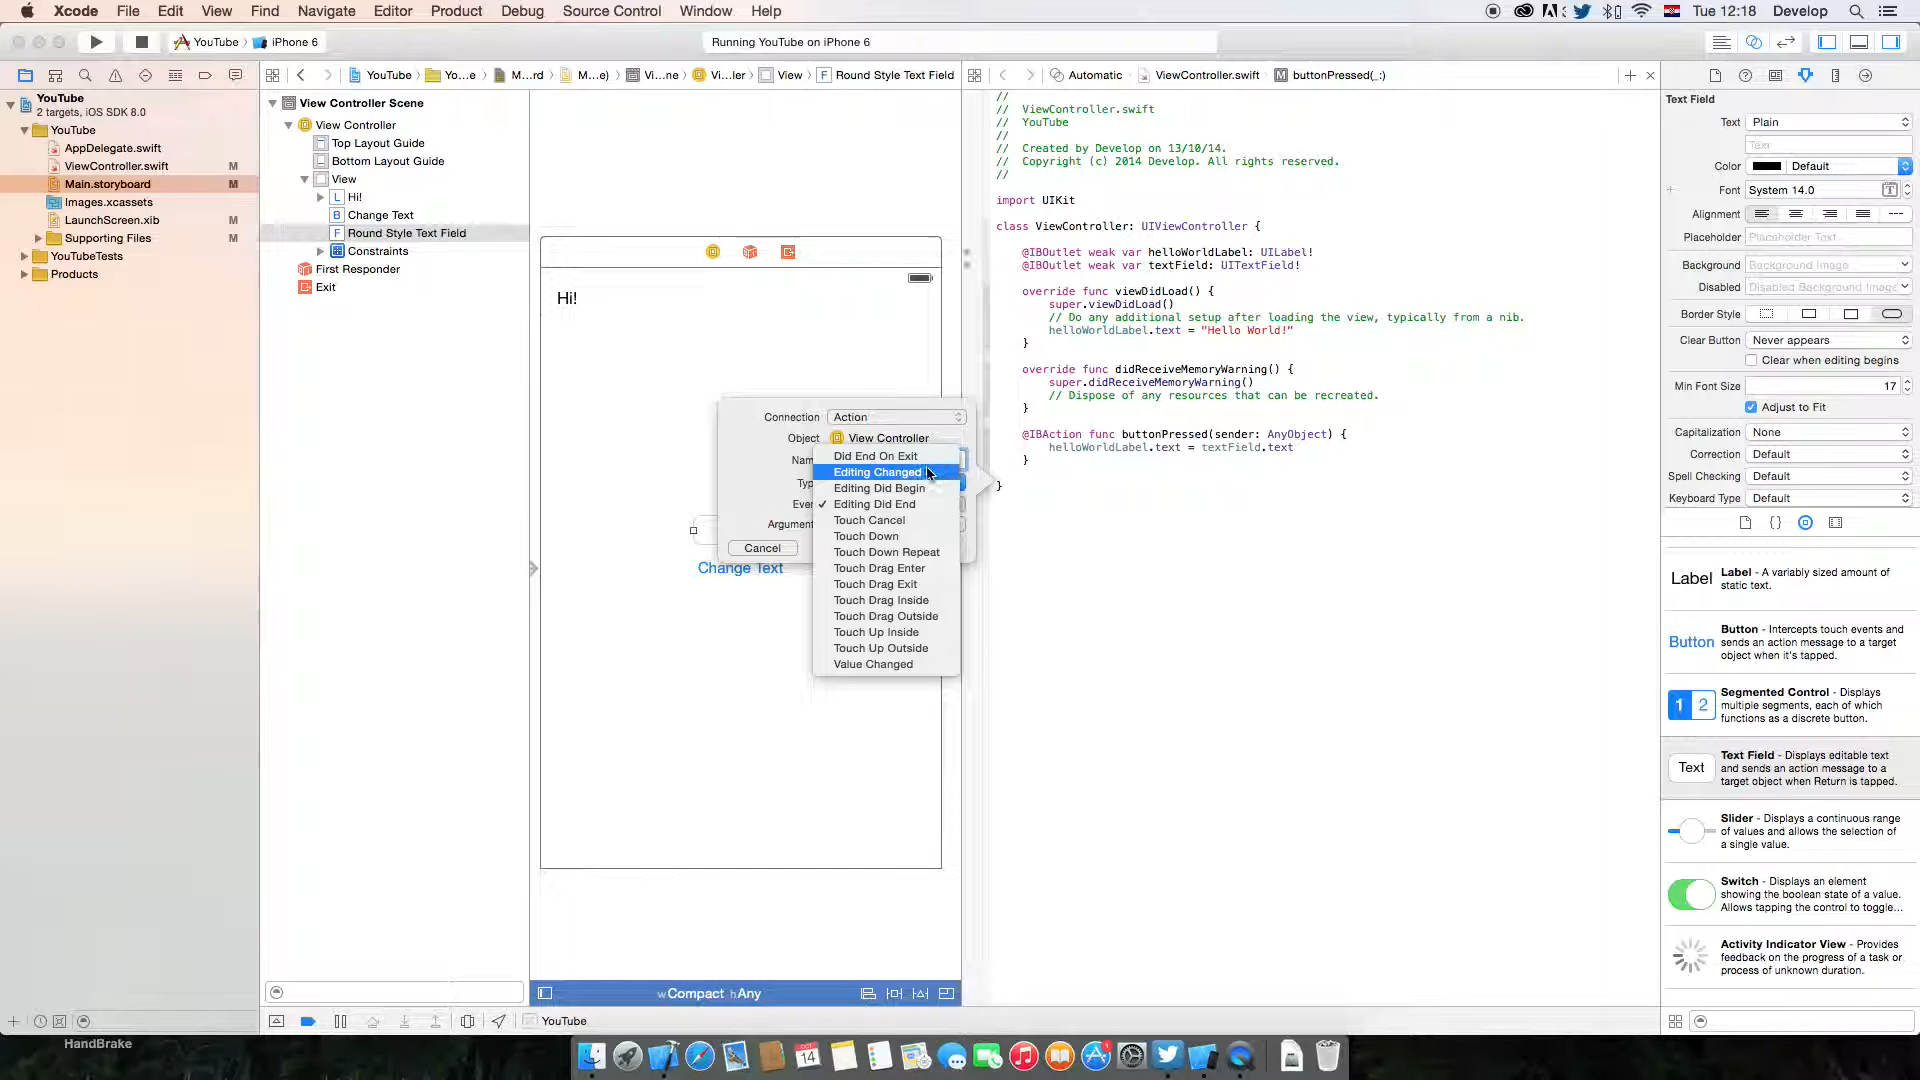 Xcode File Edit View Find Navigate Editor Product Debug Source Control Window Help
Tue 12:18 Develop
YouTube iPhone 6
Running YouTube on iPhone 6
YouTube Yo...e M...rd M...e) Vi...ne Vi...ler View F Round Style Text Field
Automatic ViewController.swift M buttonPressed(_:)
YouTube
2 targets, iOS SDK 8.0
YouTube
AppDelegate.swift
ViewController.swift M
Main.storyboard M
Images.xcassets
LaunchScreen.xib M
Supporting Files M
YouTubeTests
Products
View Controller Scene
View Controller
Top Layout Guide
Bottom Layout Guide
View
L Hi!
B Change Text
F Round Style Text Field
Constraints
First Responder
Exit
Hi!
Change Text
Connection Action
Object View Controller
Nam
Typ
Even
Argument
Cancel
Did End On Exit
Editing Changed
Editing Did Begin
✓ Editing Did End
Touch Cancel
Touch Down
Touch Down Repeat
Touch Drag Enter
Touch Drag Exit
Touch Drag Inside
Touch Drag Outside
Touch Up Inside
Touch Up Outside
Value Changed
wCompact hAny
YouTube
//
// ViewController.swift
// YouTube
//
// Created by Develop on 13/10/14.
// Copyright (c) 2014 Develop. All rights reserved.
//
import UIKit
class ViewController: UIViewController {
@IBOutlet weak var helloWorldLabel: UILabel!
@IBOutlet weak var textField: UITextField!
override func viewDidLoad() {
super.viewDidLoad()
// Do any additional setup after loading the view, typically from a nib.
helloWorldLabel.text = "Hello World!"
}
override func didReceiveMemoryWarning() {
super.didReceiveMemoryWarning()
// Dispose of any resources that can be recreated.
}
@IBAction func buttonPressed(sender: AnyObject) {
helloWorldLabel.text = textField.text
}
}
Text Field
Text Plain
Text
Color Default
Font System 14.0
Alignment
Placeholder Placeholder Text
Background Background Image
Disabled Disabled Background Image
Border Style
Clear Button Never appears
Clear when editing begins
Min Font Size 17
Adjust to Fit
Capitalization None
Correction Default
Spell Checking Default
Keyboard Type Default
Label Label - A variably sized amount of
static text.
Button Button - Intercepts touch events and
sends an action message to a target
object when it's tapped.
1 2 Segmented Control - Displays
multiple segments, each of which
functions as a discrete button.
Text Text Field - Displays editable text
and sends an action message to a
target object when Return is tapped.
Slider - Displays a continuous range
of values and allows the selection of
a single value.
Switch - Displays an element
showing the boolean state of a value.
Allows tapping the control to toggle...
Activity Indicator View - Provides
feedback on the progress of a task or
process of unknown duration.
HandBrake